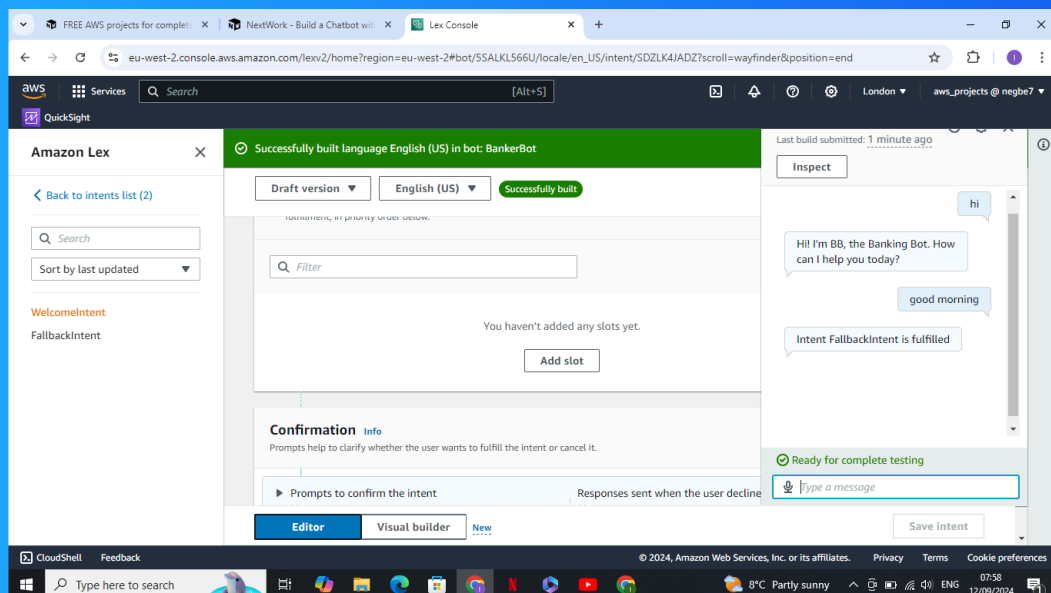 FREE AWS projects for complete
NextWork - Build a Chatbot with
Lex Console
eu-west-2.console.aws.amazon.com/lexv2/home?region=eu-west-2#bot/5SALKL566U/locale/en_US/intent/SDZLK4JADZ?scroll=wayfinder&position=end
aws
Services
Search
[Alt+S]
London
aws_projects @ negbe7
QuickSight
Amazon Lex
Back to intents list (2)
Search
Sort by last updated
WelcomeIntent
FallbackIntent
Successfully built language English (US) in bot: BankerBot
Draft version
English (US)
Successfully built
fulfillment, in priority order below.
Filter
You haven't added any slots yet.
Add slot
Confirmation Info
Prompts help to clarify whether the user wants to fulfill the intent or cancel it.
Prompts to confirm the intent
Responses sent when the user decline
Editor
Visual builder
New
Save intent
Last build submitted: 1 minute ago
Inspect
hi
Hi! I'm BB, the Banking Bot. How
can I help you today?
good morning
Intent FallbackIntent is fulfilled
Ready for complete testing
Type a message
CloudShell
Feedback
© 2024, Amazon Web Services, Inc. or its affiliates.
Privacy
Terms
Cookie preferences
Type here to search
8°C Partly sunny
ENG
07:58
12/09/2024